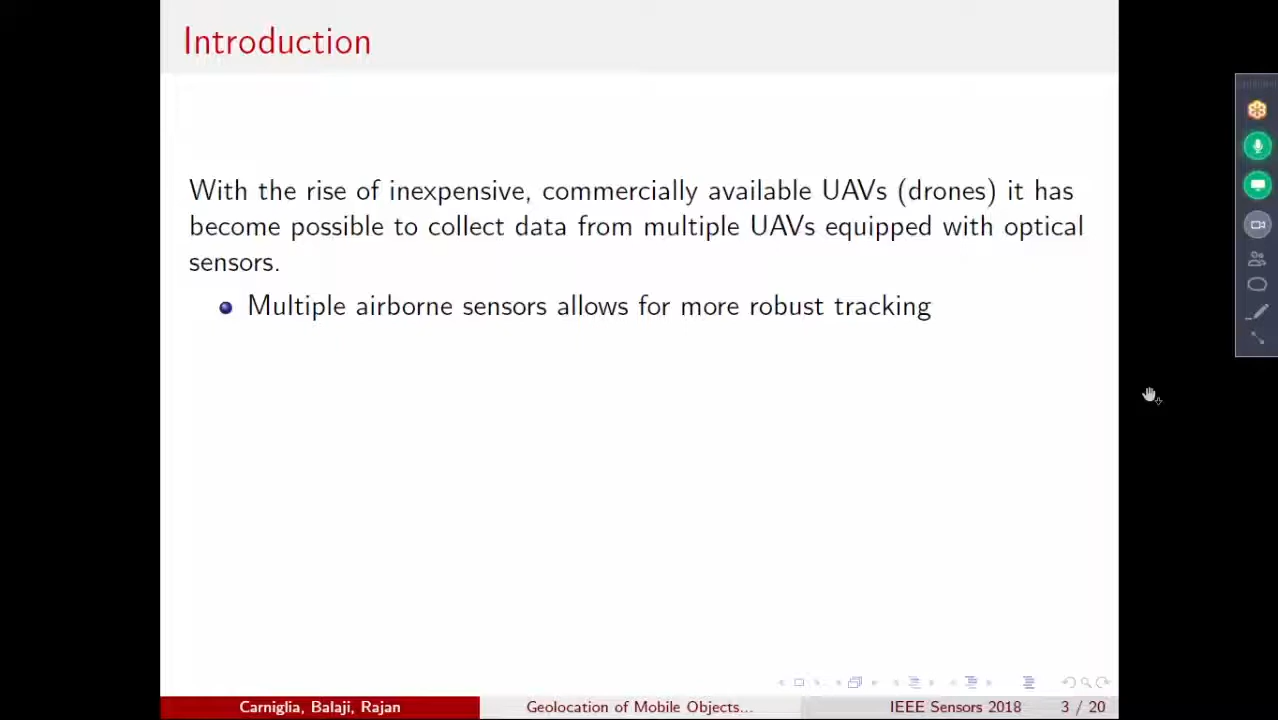 Introduction
With the rise of inexpensive, commercially available UAVs (drones) it has
become possible to collect data from multiple UAVs equipped with optical
sensors.
Multiple airborne sensors allows for more robust tracking
Carniglia, Balaji, Rajan
Geolocation of Mobile Objects...
IEEE Sensors 2018
3 / 20